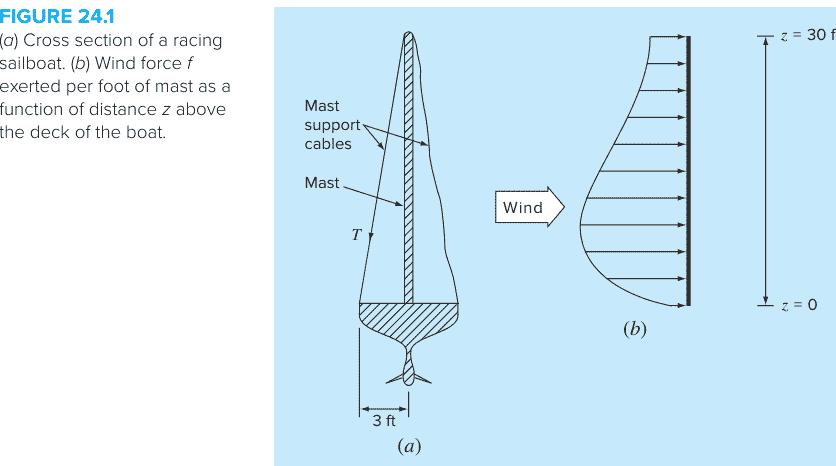 FIGURE 24.1
(a) Cross section of a racing
sailboat. (b) Wind force f
exerted per foot of mast as a
function of distance z above
the deck of the boat.
Mast
support
cables
Mast
T
3 ft
(a)
Wind
z = 30 f
z = 0
(b)